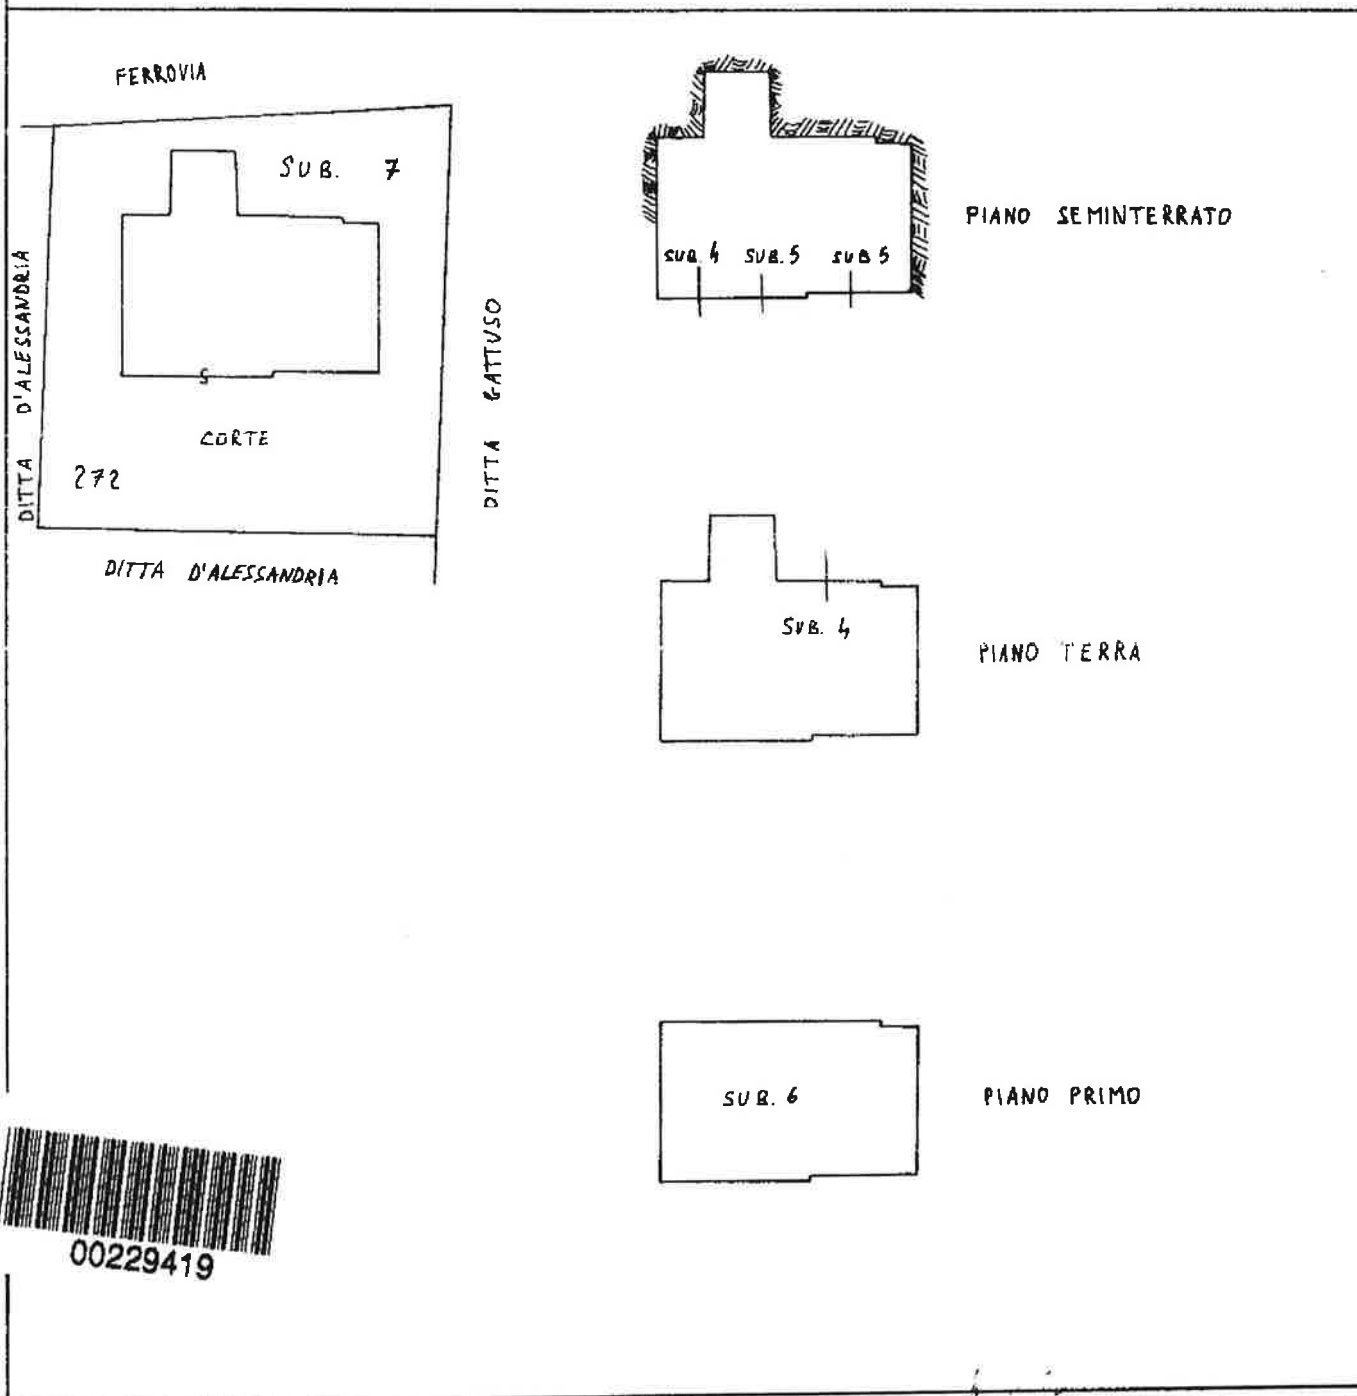 FERROVIA
SUB. 7
DITTA D'ALESSANDRIA
DITTA GATTUSO
CORTE
272
DITTA D'ALESSANDRIA
SUB. 4 SUB. 5 SUB 5
PIANO SEMINTERRATO
SUB. 4
PIANO TERRA
SUB. 6
PIANO PRIMO
00229419